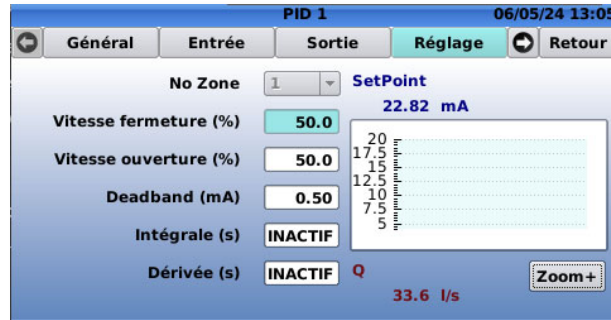 PID 1 06/05/24 13:05
Général Entrée Sortie Réglage Retour
No Zone 1 SetPoint
22.82 mA
Vitesse fermeture (%) 50.0
Vitesse ouverture (%) 50.0
Deadband (mA) 0.50
Intégrale (s) INACTIF
Dérivée (s) INACTIF
20
17.5
15
12.5
10
7.5
5
Q
33.6 l/s
Zoom+